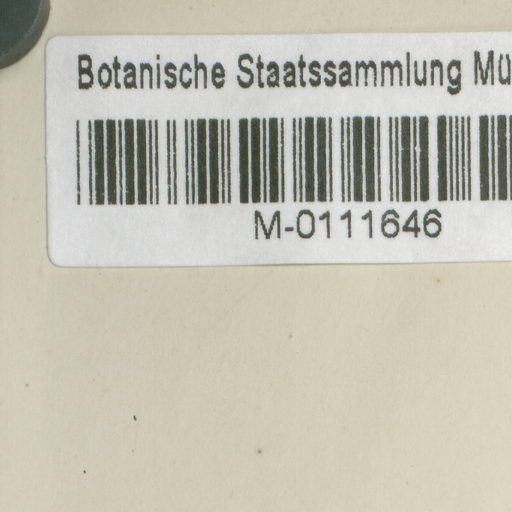 Botanische Staatssammlung Mü
M-0111646